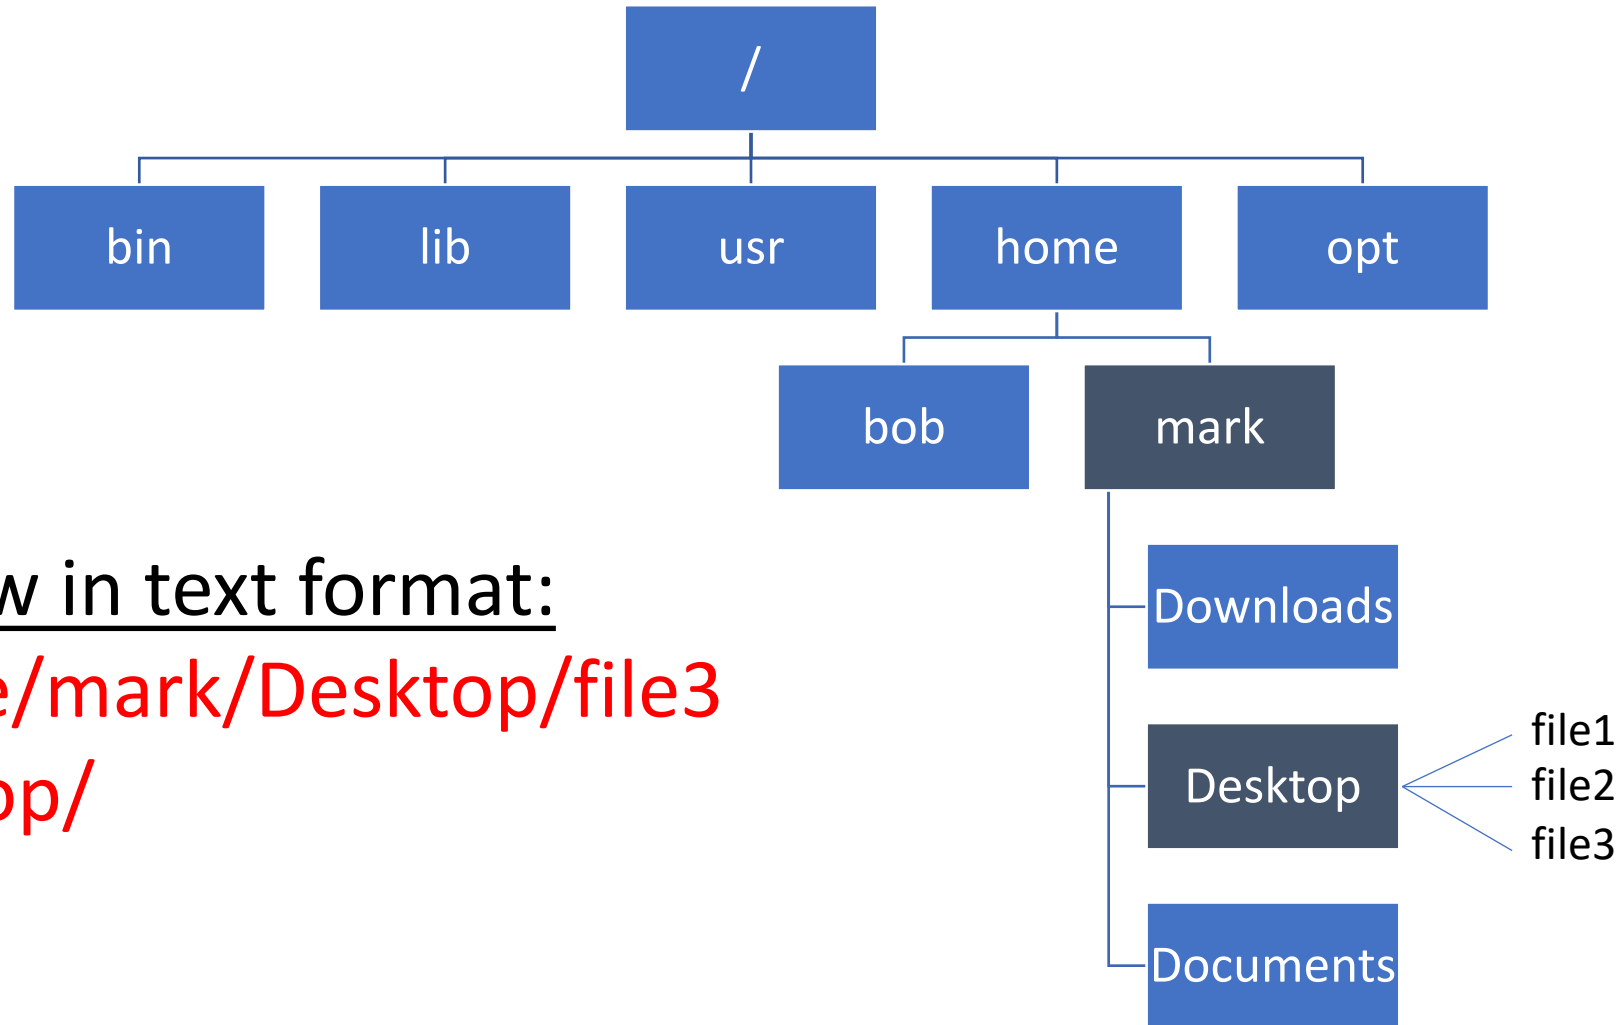 /
bin lib usr home opt
bob mark
w in text format:
Downloads
e/mark/Desktop/file3
op/
Desktop
file1
file2
file3
Documents